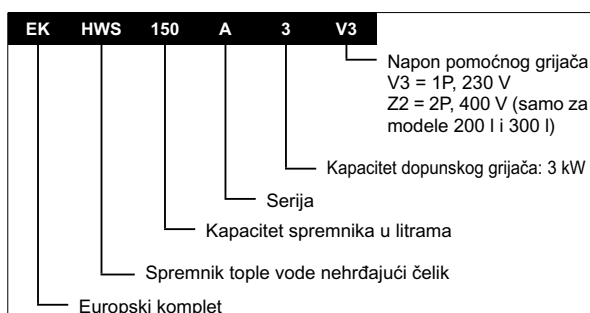 EK HWS 150 A 3 V3
Napon pomoćnog grijača
V3 = 1P, 230 V
Z2 = 2P, 400 V (samo za
modele 200 l i 300 l)
Kapacitet dopunskog grijača: 3 kW
Serija
Kapacitet spremnika u litrama
Spremnik tople vode nehrđajući čelik
Europski komplet